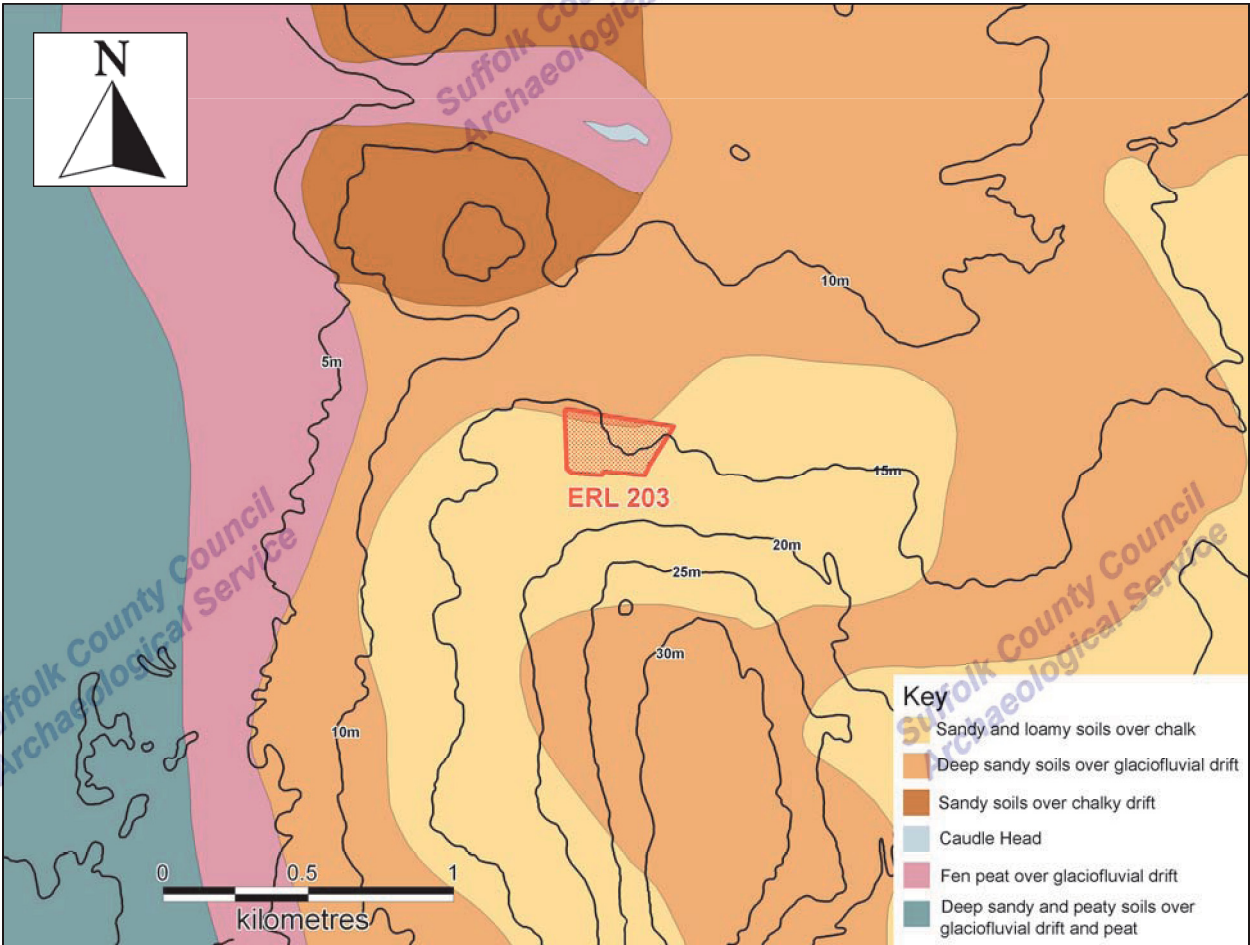 Suffolk County Council
Archaeological Service
N
10m
5m
15m
ERL 203
20m
25m
Suffolk County Council
Archaeological Service
Suffolk County Council
Archaeological Service
30m
10m
Key
Sandy and loamy soils over chalk
Deep sandy soils over glaciofluvial drift
Sandy soils over chalky drift
Caudle Head
Fen peat over glaciofluvial drift
Deep sandy and peaty soils over
glaciofluvial drift and peat
0 0.5 1
kilometres